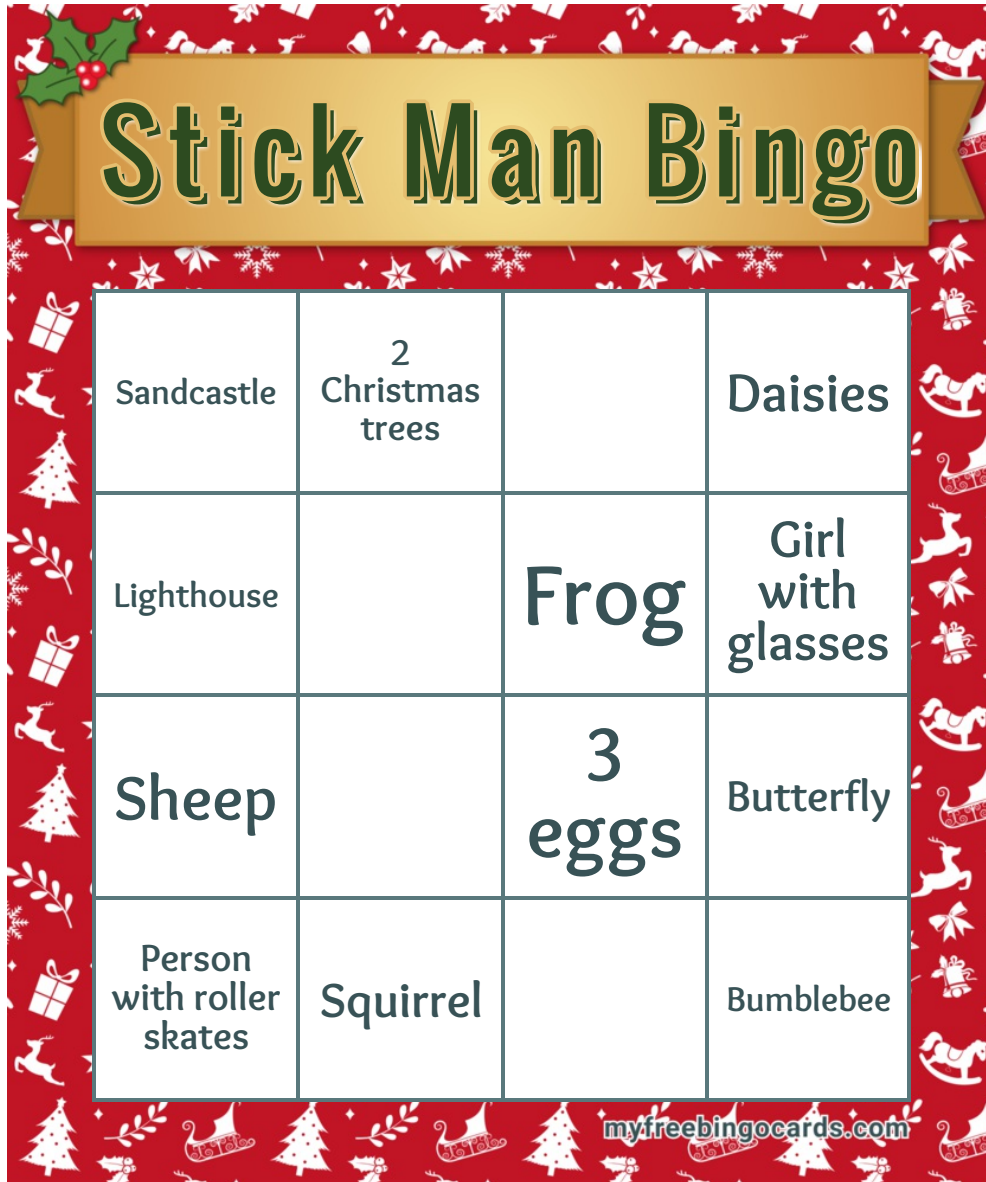 Stick Man Bingo
Sandcastle
2
Christmas
trees
Daisies
Lighthouse
Frog
Girl
with
glasses
Sheep
3
eggs
Butterfly
Person
with roller
skates
Squirrel
Bumblebee
myfreebingocards.com